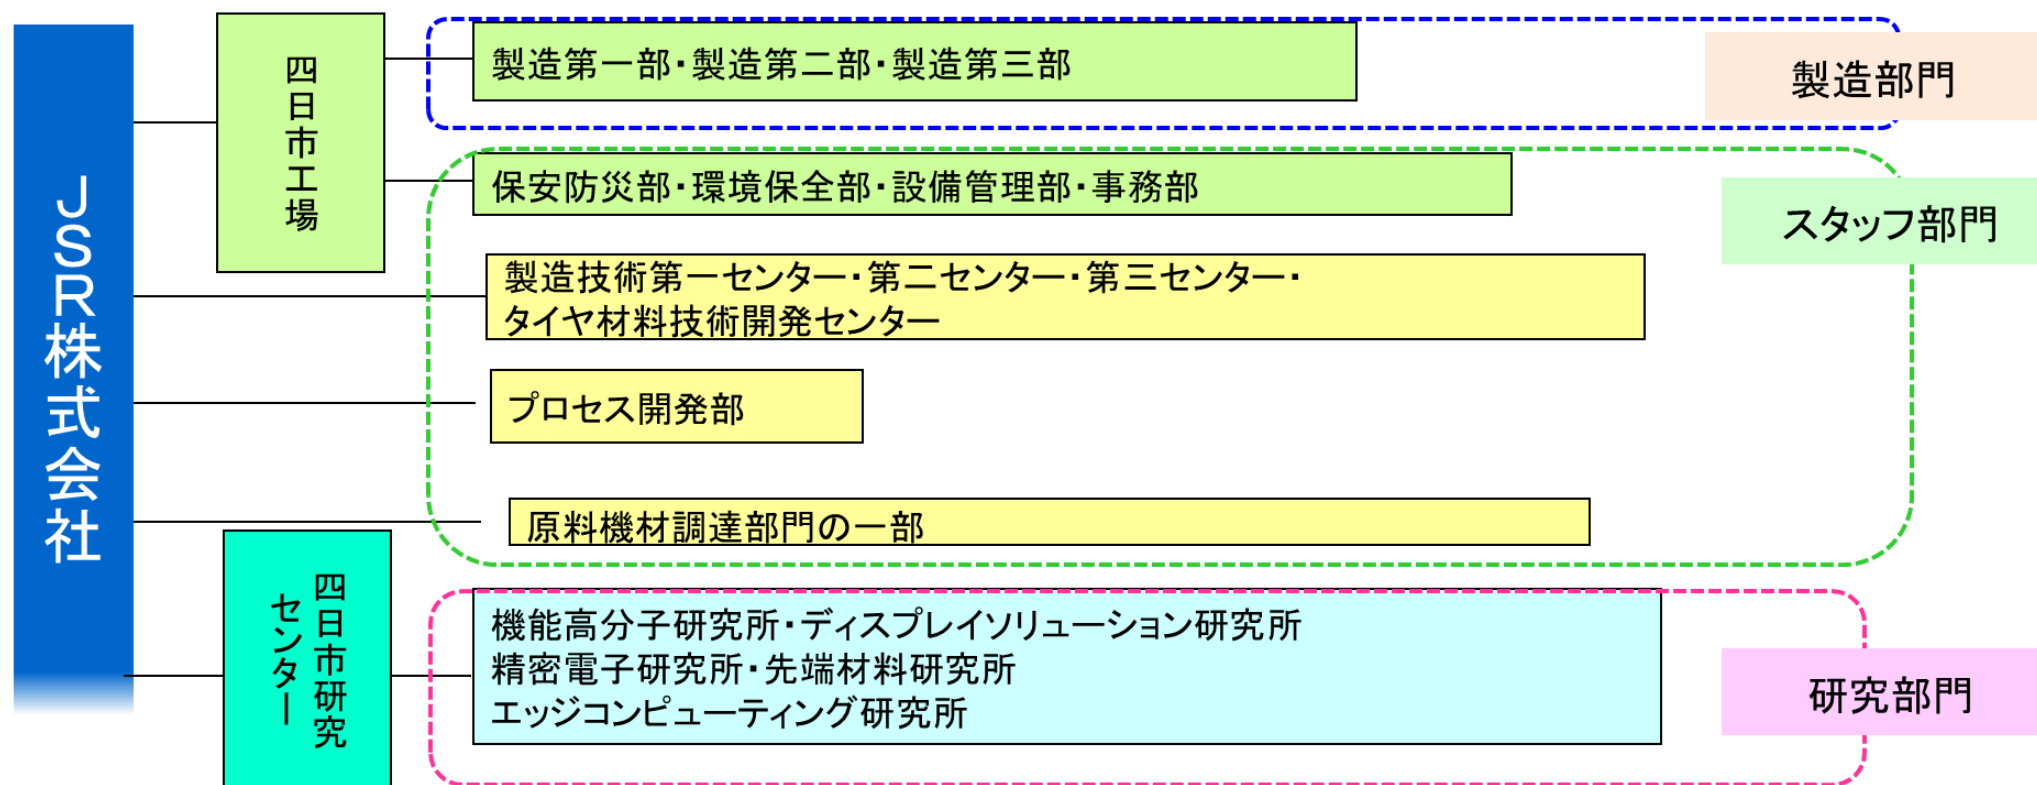 JSR株式会社
四日市工場
製造第一部・製造第二部・製造第三部
製造部門
保安防災部・環境保全部・設備管理部・事務部
スタッフ部門
製造技術第一センター・第二センター・第三センター・
タイヤ材料技術開発センター
プロセス開発部
原料機材調達部門の一部
四日市研究
センター
機能高分子研究所・ディスプレイソリューション研究所
精密電子研究所・先端材料研究所
エッジコンピューティング研究所
研究部門